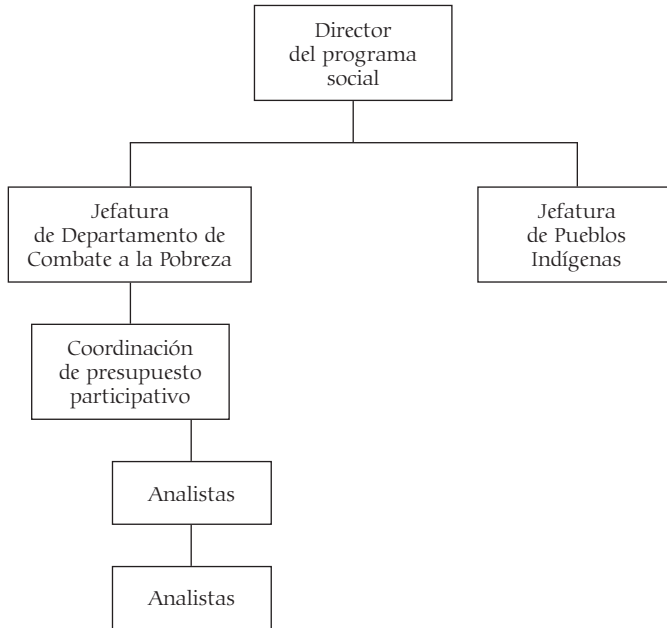 Director
del programa
social
Jefatura
de Departamento de
Combate a la Pobreza
Jefatura
de Pueblos
Indígenas
Coordinación
de presupuesto
participativo
Analistas
Analistas